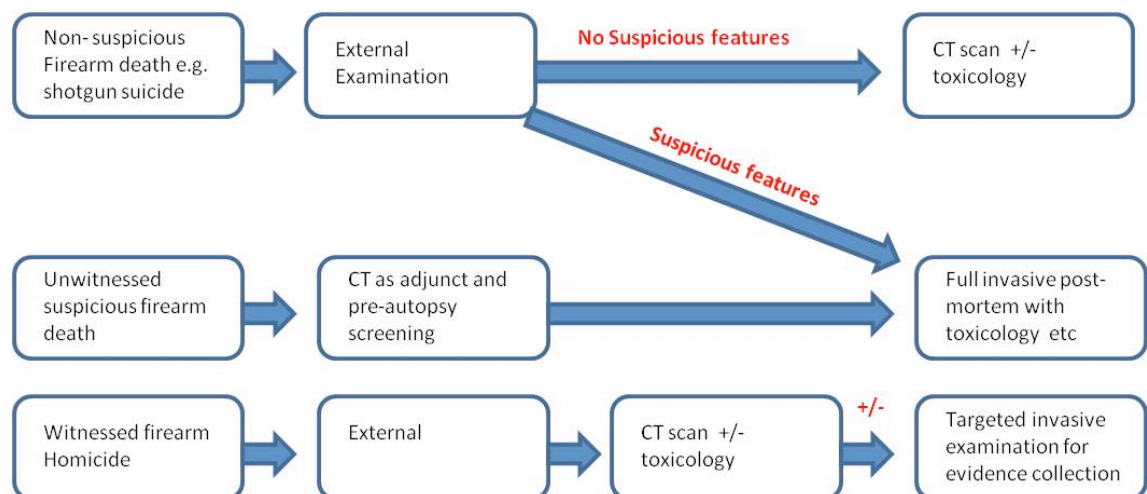 Non- suspicious
Firearm death e.g.
shotgun suicide
External
Examination
No Suspicious features
CT scan +/-
toxicology
Suspicious features
Unwitnessed
suspicious firearm
death
CT as adjunct and
pre-autopsy
screening
Full invasive post-
mortem with
toxicology etc
Witnessed firearm
Homicide
External
CT scan +/-
toxicology
+/-
Targeted invasive
examination for
evidence collection